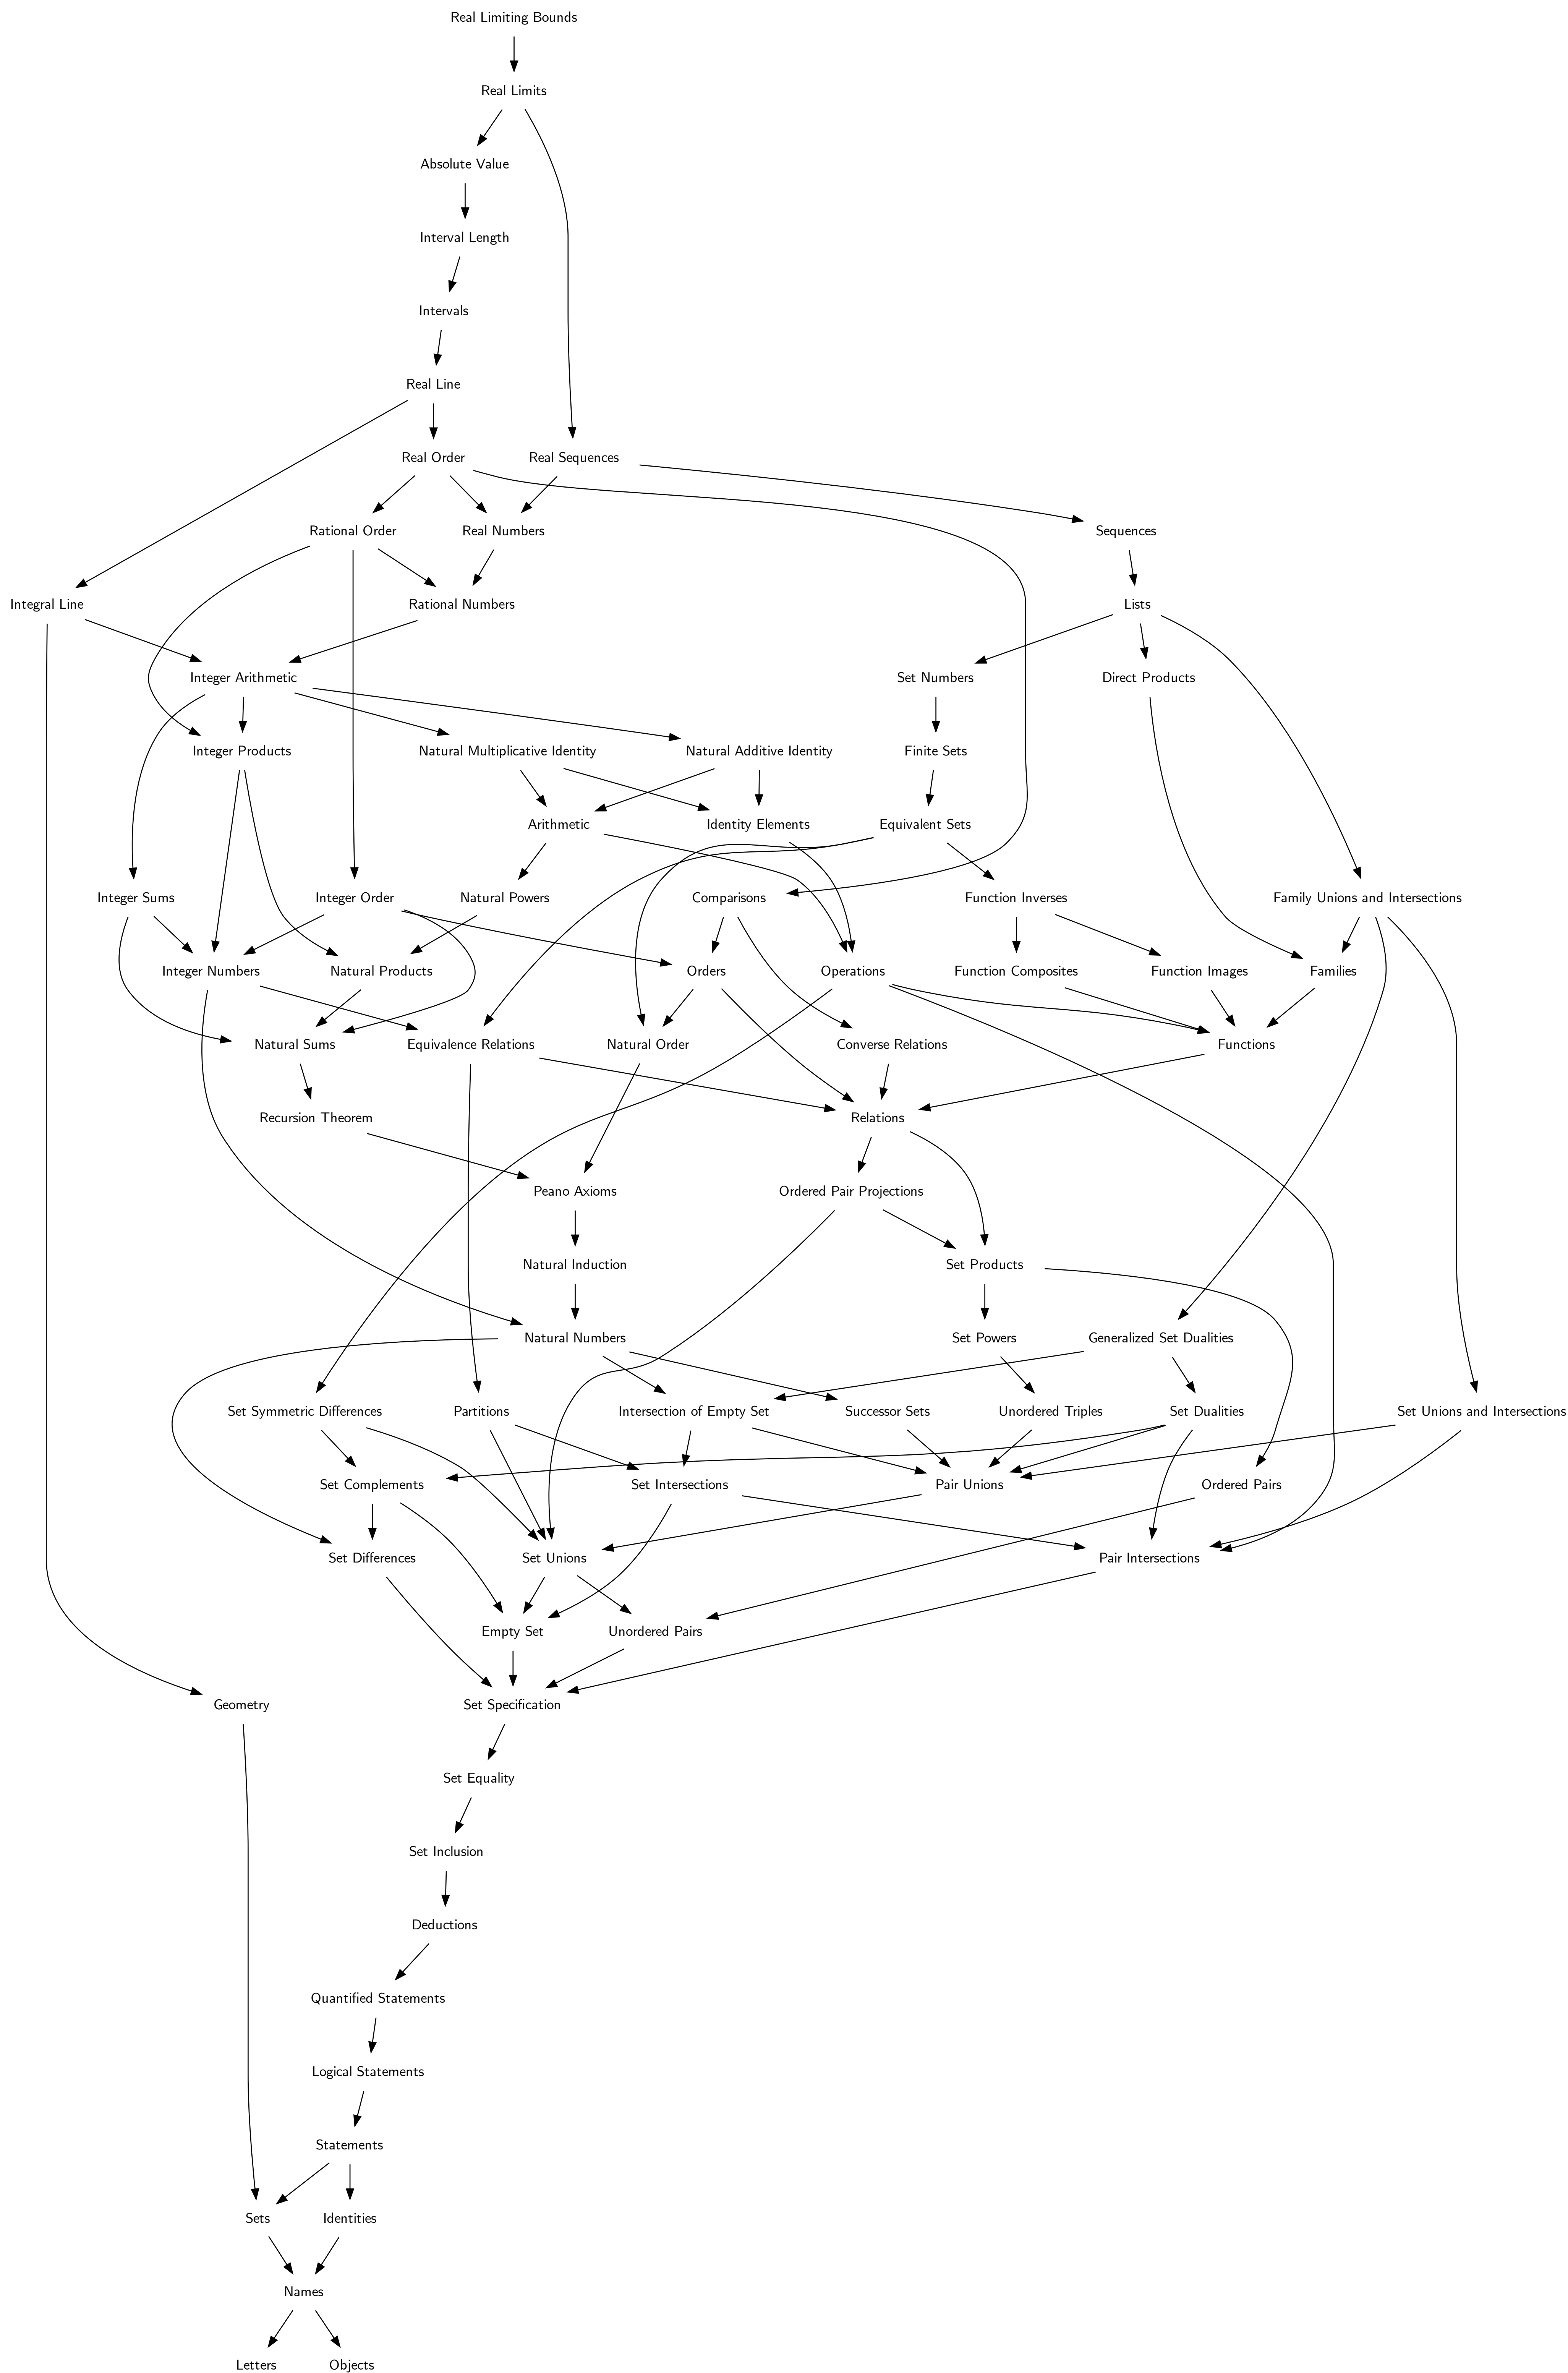 Real Limiting Bounds
Real Limits
Absolute Value
Interval Length
Intervals
Real Line
Real Order
Real Sequences
Rational Order
Real Numbers
Sequences
Integral Line
Rational Numbers
Lists
Integer Arithmetic
Set Numbers
Direct Products
Integer Products
Natural Multiplicative Identity
Natural Additive Identity
Finite Sets
Arithmetic
Identity Elements
Equivalent Sets
Integer Sums
Integer Order
Natural Powers
Comparisons
Function Inverses
Family Unions and Intersections
Integer Numbers
Natural Products
Orders
Operations
Function Composites
Function Images
Families
Natural Sums
Equivalence Relations
Natural Order
Converse Relations
Functions
Recursion Theorem
Relations
Peano Axioms
Ordered Pair Projections
Natural Induction
Set Products
Natural Numbers
Set Powers
Generalized Set Dualities
Set Symmetric Differences
Partitions
Intersection of Empty Set
Successor Sets
Unordered Triples
Set Dualities
Set Unions and Intersections
Set Complements
Set Intersections
Pair Unions
Ordered Pairs
Set Differences
Set Unions
Pair Intersections
Empty Set
Unordered Pairs
Geometry
Set Specification
Set Equality
Set Inclusion
Deductions
Quantified Statements
Logical Statements
Statements
Sets
Identities
Names
Letters
Objects